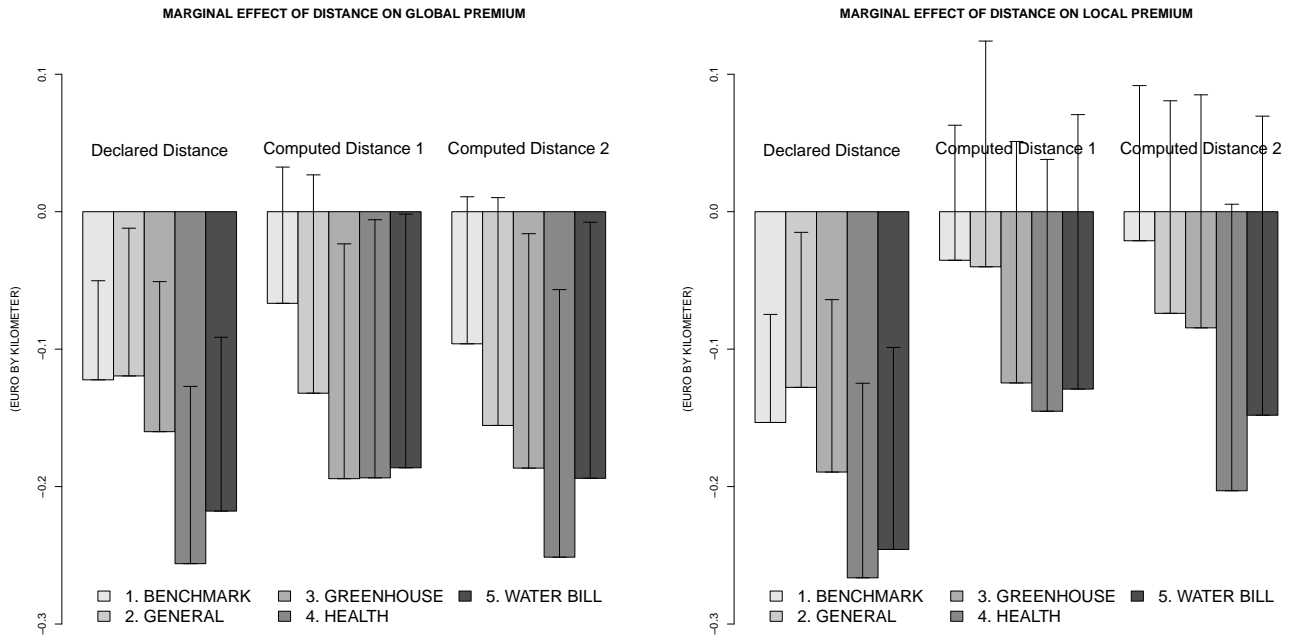 MARGINAL EFFECT OF DISTANCE ON GLOBAL PREMIUM
(EURO BY KILOMETER)
0.1
0.0
−0.1
−0.2
−0.3
Declared Distance
Computed Distance 1
Computed Distance 2
1. BENCHMARK
2. GENERAL
3. GREENHOUSE
4. HEALTH
5. WATER BILL
MARGINAL EFFECT OF DISTANCE ON LOCAL PREMIUM
(EURO BY KILOMETER)
0.1
0.0
−0.1
−0.2
−0.3
Declared Distance
Computed Distance 1
Computed Distance 2
1. BENCHMARK
2. GENERAL
3. GREENHOUSE
4. HEALTH
5. WATER BILL